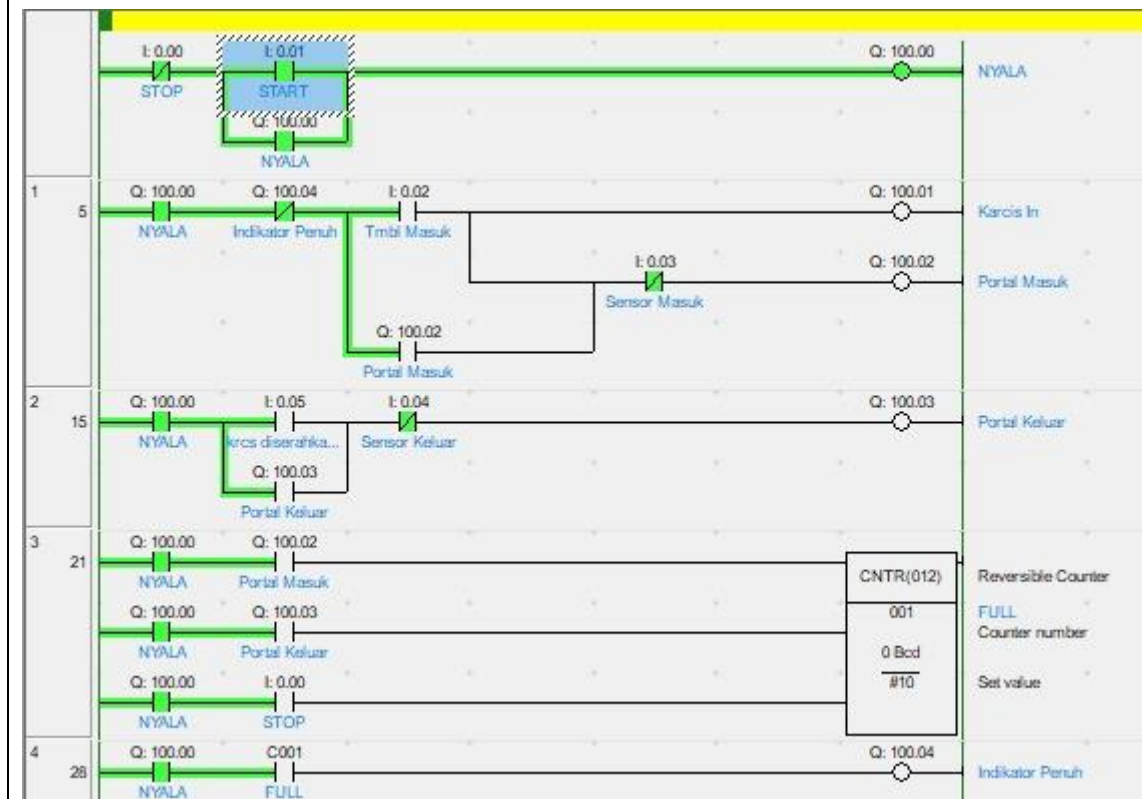 I: 0.00 I: 0.01 Q: 100.00
STOP START NYALA
Q: 100.00
NYALA
1 Q: 100.00 Q: 100.04 I: 0.02 Q: 100.01
5 NYALA Indikator Penuh Tmbl Masuk Karcis In
I: 0.03 Q: 100.02
Sensor Masuk Portal Masuk
Q: 100.02
Portal Masuk
2 Q: 100.00 I: 0.05 I: 0.04 Q: 100.03
15 NYALA krcs diserahka... Sensor Keluar Portal Keluar
Q: 100.03
Portal Keluar
3 Q: 100.00 Q: 100.02
21 NYALA Portal Masuk CNTR(012) Reversible Counter
Q: 100.00 Q: 100.03 001 FULL
NYALA Portal Keluar Counter number
0 Bcd
Q: 100.00 I: 0.00 #10 Set value
NYALA STOP
4 Q: 100.00 C001 Q: 100.04
28 NYALA FULL Indikator Penuh